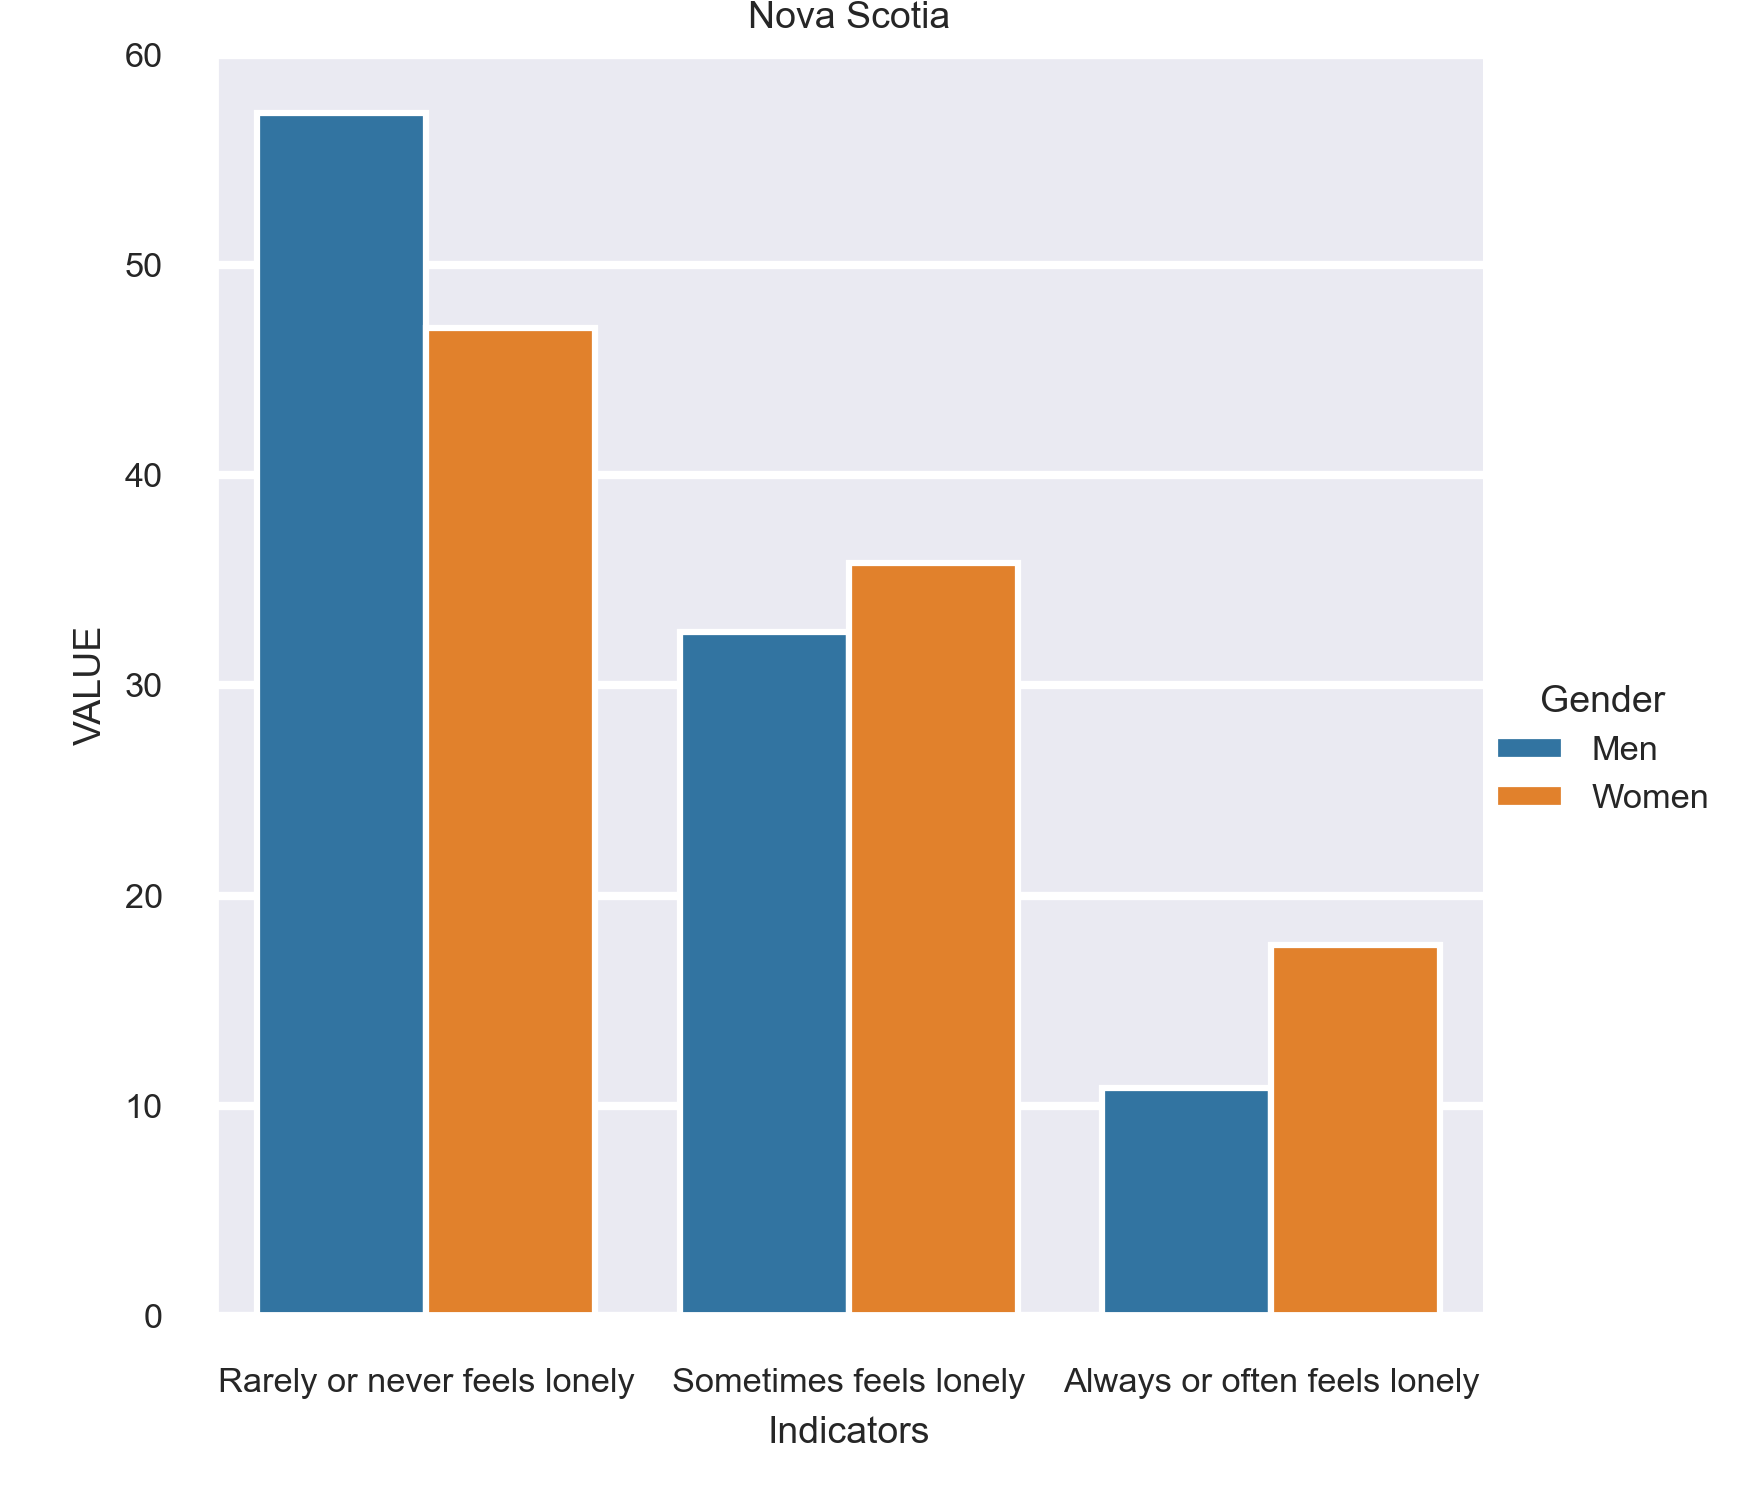 Nova Scotia
60
50
40
30
20
10
0
VALUE
Rarely or never feels lonely
Sometimes feels lonely
Always or often feels lonely
Indicators
Gender
Men
Women